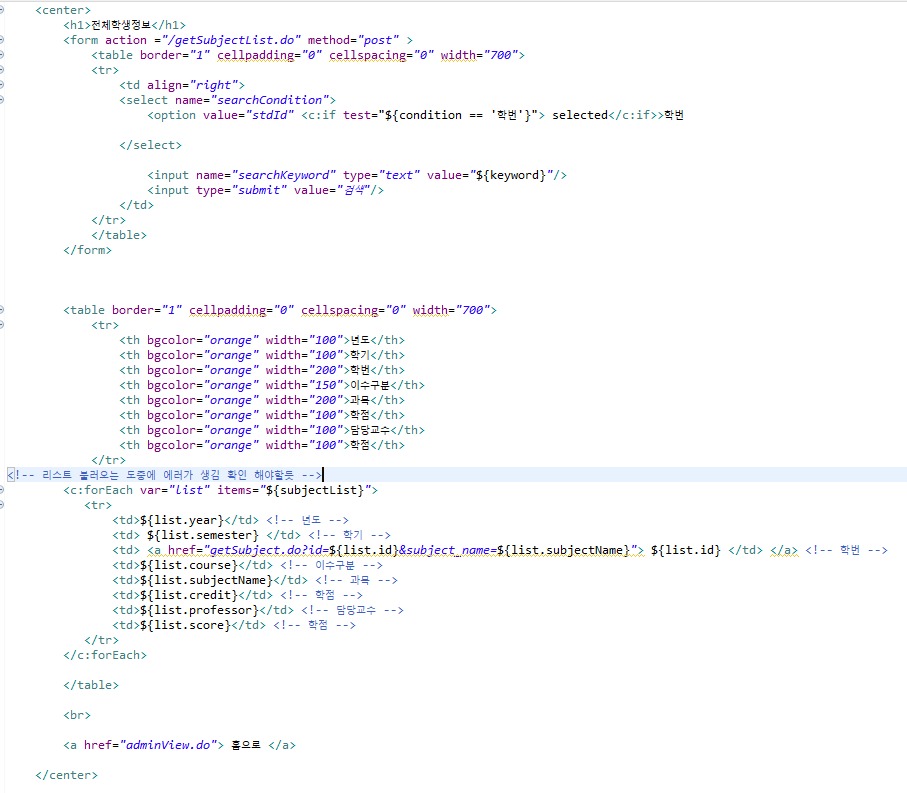 <center>
<h1>전체학생정보</h1>
<form action ="/getSubjectList.do" method="post" >
<table border="1" cellpadding="0" cellspacing="0" width="700">
<tr>
<td align="right">
<select name="searchCondition">
<option value="stdId" <c:if test="${condition == '학번'}"> selected</c:if>>학번
</select>
<input name="searchKeyword" type="text" value="${keyword}"/>
<input type="submit" value="검색"/>
</td>
</tr>
</table>
</form>
<table border="1" cellpadding="0" cellspacing="0" width="700">
<tr>
<th bgcolor="orange" width="100">년도</th>
<th bgcolor="orange" width="100">학기</th>
<th bgcolor="orange" width="200">학번</th>
<th bgcolor="orange" width="150">이수구분</th>
<th bgcolor="orange" width="200">과목</th>
<th bgcolor="orange" width="100">학점</th>
<th bgcolor="orange" width="100">담당교수</th>
<th bgcolor="orange" width="100">학점</th>
</tr>
<!-- 리스트 불러오는 도중에 에러가 생김 확인 해야할듯 -->
<c:forEach var="list" items="${subjectList}">
<tr>
<td>${list.year}</td> <!-- 년도 -->
<td> ${list.semester} </td> <!-- 학기 -->
<td> <a href="getSubject.do?id=${list.id}&subject_name=${list.subjectName}"> ${list.id} </td> </a> <!-- 학번 -->
<td>${list.course}</td> <!-- 이수구분 -->
<td>${list.subjectName}</td> <!-- 과목 -->
<td>${list.credit}</td> <!-- 학점 -->
<td>${list.professor}</td> <!-- 담당교수 -->
<td>${list.score}</td> <!-- 학점 -->
</tr>
</c:forEach>
</table>
<br>
<a href="adminView.do"> 홈으로 </a>
</center>